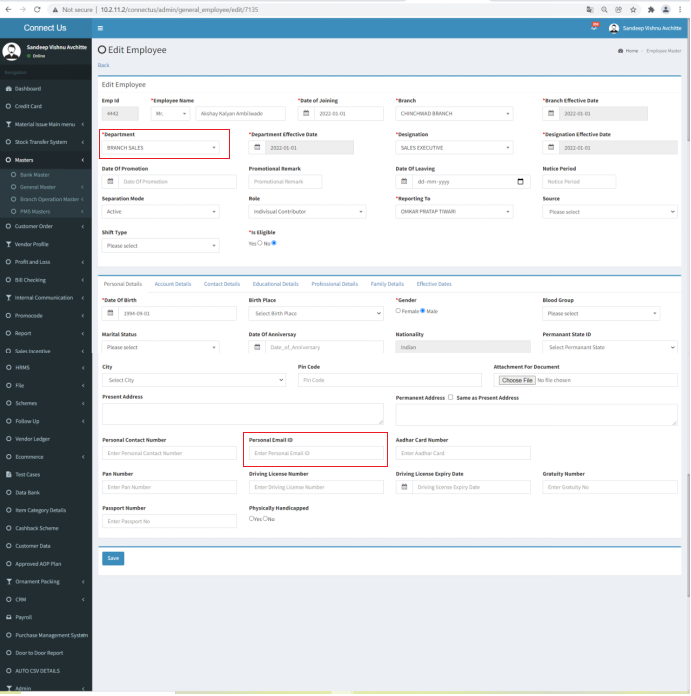 Not secure | 10.2.11.2/connectus/admin/general_employee/edit/7135
Connect Us
Sandeep Vishnu Avchitte
Sandeep Vishnu Avchitte
Online
Navigation
Edit Employee
Home - Employee Master
Back
Dashboard
Credit Card
Material Issue Main menu
Stock Transfer System
Masters
Bank Master
General Master
Branch Operation Master
PMS Masters
Customer Order
Vendor Profile
Profit and Loss
Bill Checking
Internal Communication
Promocode
Report
Sales Incentive
HRMS
File
Schemes
Follow Up
Vendor Ledger
Ecommerce
Test Cases
Data Bank
Item Category Details
Cashback Scheme
Customer Data
Approved AOP Plan
Ornament Packing
CRM
Payroll
Purchase Management System
Door to Door Report
AUTO CSV DETAILS
Admin
Edit Employee
Emp Id *Employee Name *Date of Joining *Branch *Branch Effective Date
4442 Mr. Akshay Kalyan Ambilwade 2022-01-01 CHINCHWAD BRANCH 2022-01-01
*Department *Department Effective Date *Designation *Designation Effective Date
BRANCH SALES 2022-01-01 SALES EXECUTIVE 2022-01-01
Date Of Promotion Promotional Remark Date Of Leaving Notice Period
Date Of Promotion Promotional Remark dd-mm-yyyy Notice Period
Separation Mode Role *Reporting To Source
Active Indivisual Contributor OMKAR PRATAP TIWARI Please select
Shift Type *Is Eligible
Please select Yes No
Personal Details Account Details Contact Details Educational Details Professional Details Family Details Effective Dates
*Date Of Birth Birth Place *Gender Blood Group
1994-09-01 Select Birth Place Female Male Please select
Marital Status Date Of Anniversay Nationality Permanant State ID
Please select Date_of_Anniversary Indian Select Permanant State
City Pin Code Attachment For Document
Select City Pin Code Choose File No file chosen
Present Address Permanent Address Same as Present Address
Personal Contact Number Personal Email ID Aadhar Card Number
Enter Personal Contact Number Enter Personal Email ID Enter Aadhar Card
Pan Number Driving License Number Driving License Expiry Date Gratuity Number
Enter Pan Number Enter Driving License Number Driving license Expiry Date Enter Gratuity No
Passport Number Physically Handicapped
Enter Passport No Yes No
Save